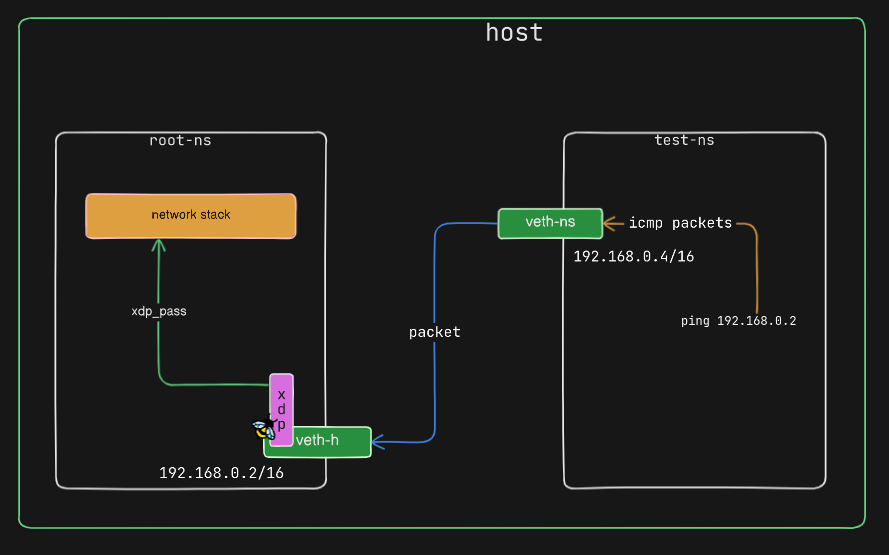 host
root-ns
test-ns
network stack
veth-ns
icmp packets
192.168.0.4/16
xdp_pass
packet
ping 192.168.0.2
x
d
p
veth-h
192.168.0.2/16